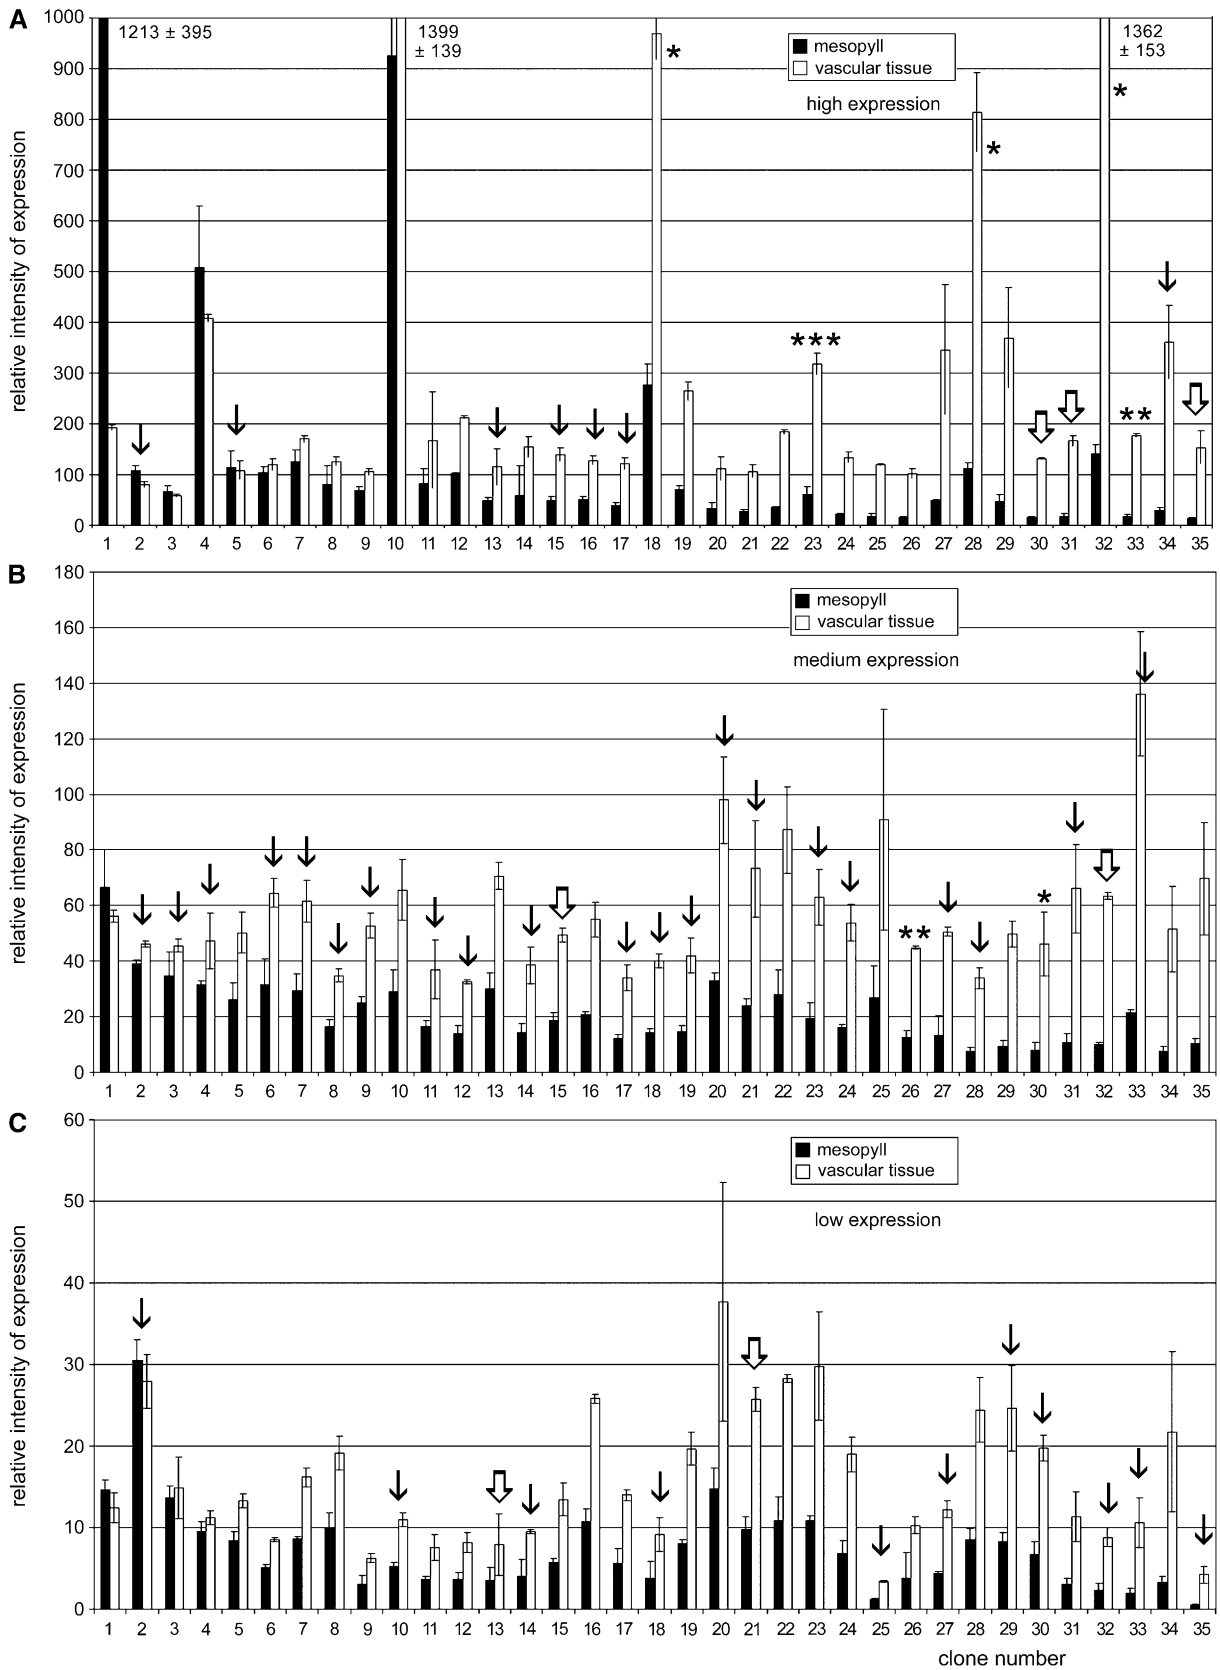 A
1000
900
800
700
600
500
400
300
200
100
0
relative intensity of expression
1213 ± 395
1399
± 139
1362
± 153
mesopyll
vascular tissue
high expression
*
*
*
***
**
1 2 3 4 5 6 7 8 9 10 11 12 13 14 15 16 17 18 19 20 21 22 23 24 25 26 27 28 29 30 31 32 33 34 35
B
180
160
140
120
100
80
60
40
20
0
relative intensity of expression
mesopyll
vascular tissue
medium expression
**
*
1 2 3 4 5 6 7 8 9 10 11 12 13 14 15 16 17 18 19 20 21 22 23 24 25 26 27 28 29 30 31 32 33 34 35
C
60
50
40
30
20
10
0
relative intensity of expression
mesopyll
vascular tissue
low expression
1 2 3 4 5 6 7 8 9 10 11 12 13 14 15 16 17 18 19 20 21 22 23 24 25 26 27 28 29 30 31 32 33 34 35
clone number